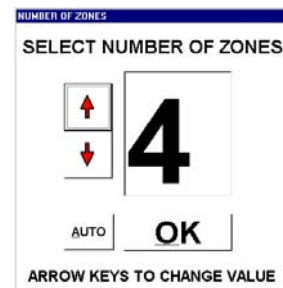 NUMBER OF ZONES
SELECT NUMBER OF ZONES
4
AUTO
OK
ARROW KEYS TO CHANGE VALUE